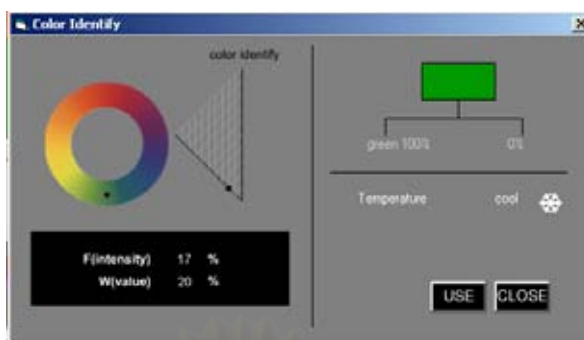 Color Identify
color identify
green 100% 0%
Temperature cool
F(intensity) 17 %
W(value) 20 %
USE CLOSE